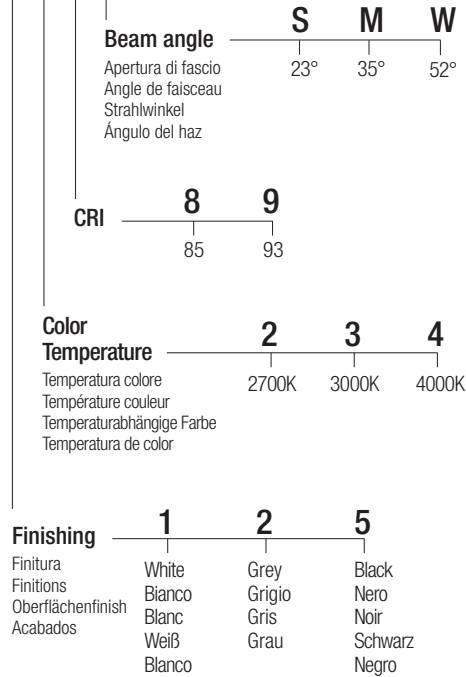 S M W
Beam angle
23° 35° 52°
Apertura di fascio
Angle de faisceau
Strahlwinkel
Ángulo del haz
8 9
CRI
85 93
Color
Temperature
2 3 4
2700K 3000K 4000K
Temperatura colore
Température couleur
Temperaturabhängige Farbe
Temperatura de color
1 2 5
Finishing
Finitura
Finitions
Oberflächenfinish
Acabados
White Grey Black
Bianco Grigio Nero
Blanc Gris Noir
Weiß Grau Schwarz
Blanco Negro